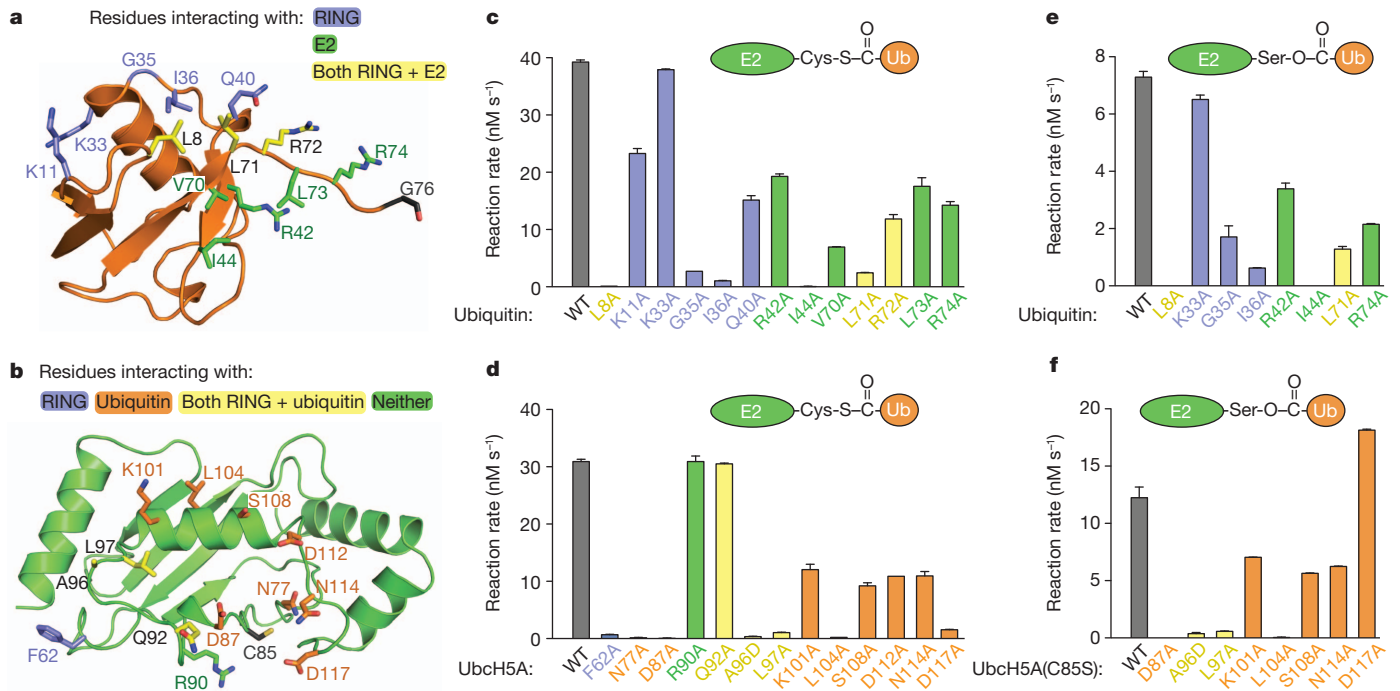 a Residues interacting with: RING
E2
Both RING + E2
G35
I36
Q40
K33
L8
R72
K11
L71
R74
V70
L73
G76
R42
I44
b Residues interacting with:
RING Ubiquitin Both RING + ubiquitin Neither
K101
L104
S108
L97
D112
A96
N77
N114
Q92
D87
C85
F62
D117
R90
c
E2 Cys-S-C Ub
O
Reaction rate (nM s⁻¹)
40
30
20
10
0
Ubiquitin: WT L8A K11A K33A G35A I36A Q40A R42A I44A V70A L71A R72A L73A R74A
d
E2 Cys-S-C Ub
O
Reaction rate (nM s⁻¹)
40
30
20
10
0
UbcH5A: WT F62A N77A D87A R90A Q92A A96D L97A K101A L104A S108A D112A N114A D117A
e
E2 Ser-O-C Ub
O
Reaction rate (nM s⁻¹)
8
6
4
2
0
Ubiquitin: WT L8A K33A G35A I36A R42A I44A L71A R74A
f
E2 Ser-O-C Ub
O
Reaction rate (nM s⁻¹)
20
15
10
5
0
UbcH5A(C85S): WT D87A A96D L97A K101A L104A S108A N114A D117A